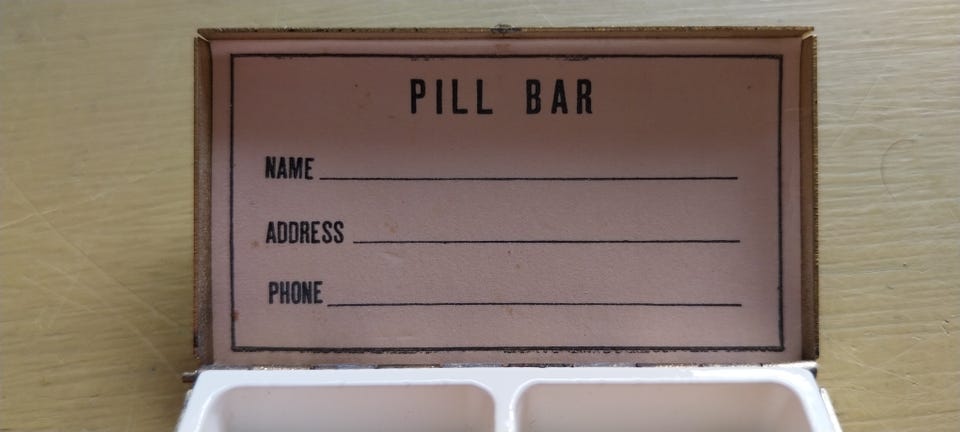 PILL BAR
NAME
ADDRESS
PHONE